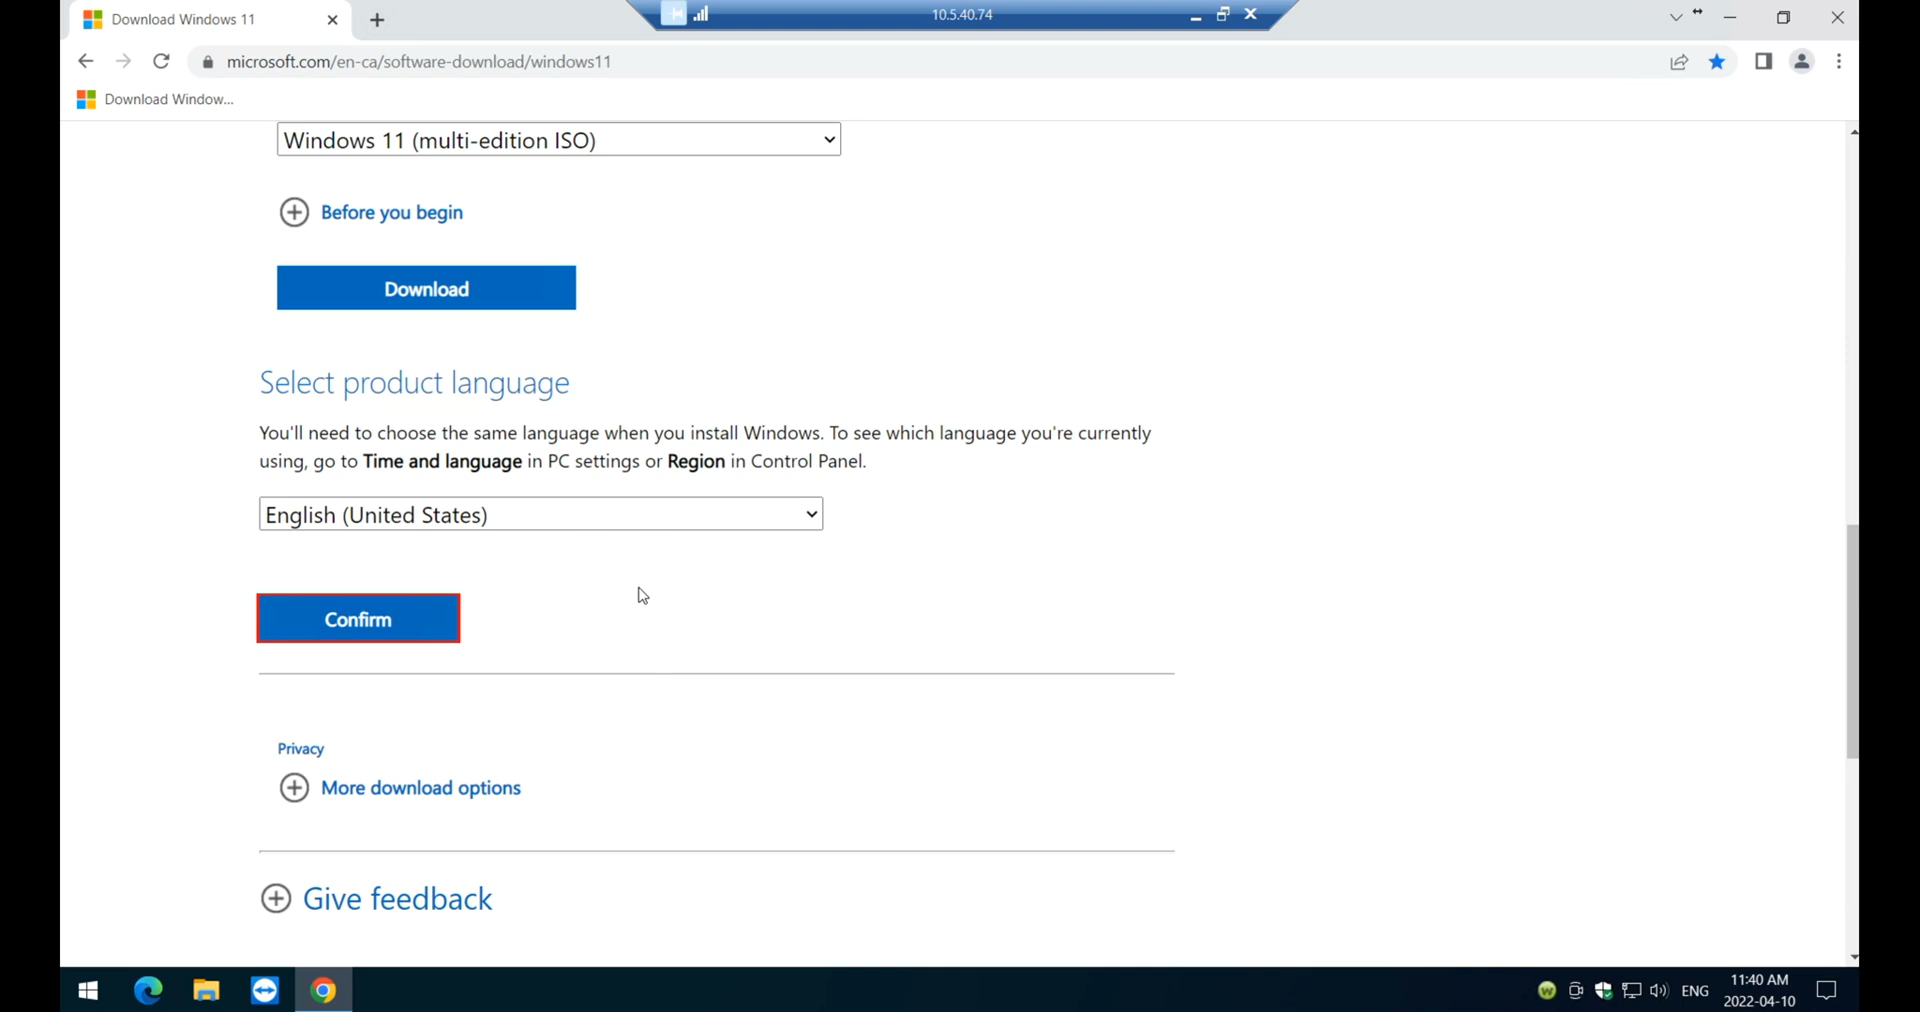 Download Windows 11
10.5.40.74
microsoft.com/en-ca/software-download/windows11
Download Window...
Windows 11 (multi-edition ISO)
Before you begin
Download
Select product language
You'll need to choose the same language when you install Windows. To see which language you're currently
using, go to Time and language in PC settings or Region in Control Panel.
English (United States)
Confirm
Privacy
More download options
Give feedback
ENG
11:40 AM
2022-04-10